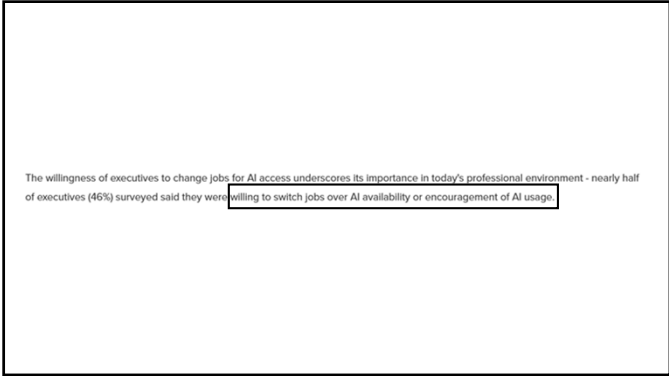 The willingness of executives to change jobs for AI access underscores its importance in today's professional environment - nearly half
of executives (46%) surveyed said they were willing to switch jobs over AI availability or encouragement of AI usage.